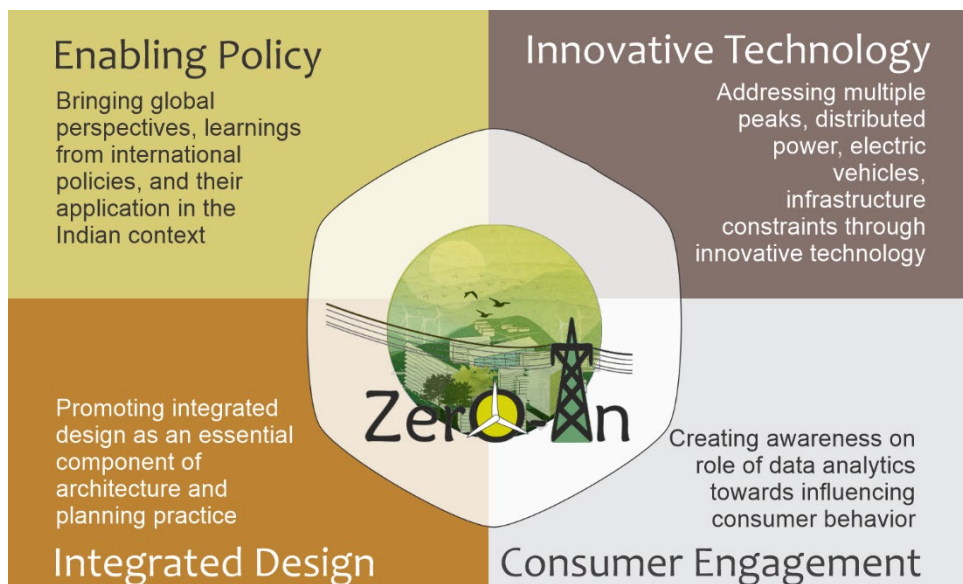 Enabling Policy
Bringing global
perspectives, learnings
from international
policies, and their
application in the
Indian context
Innovative Technology
Addressing multiple
peaks, distributed
power, electric
vehicles,
infrastructure
constraints through
innovative technology
ZerO-In
Promoting integrated
design as an essential
component of
architecture and
planning practice
Integrated Design
Creating awareness on
role of data analytics
towards influencing
consumer behavior
Consumer Engagement